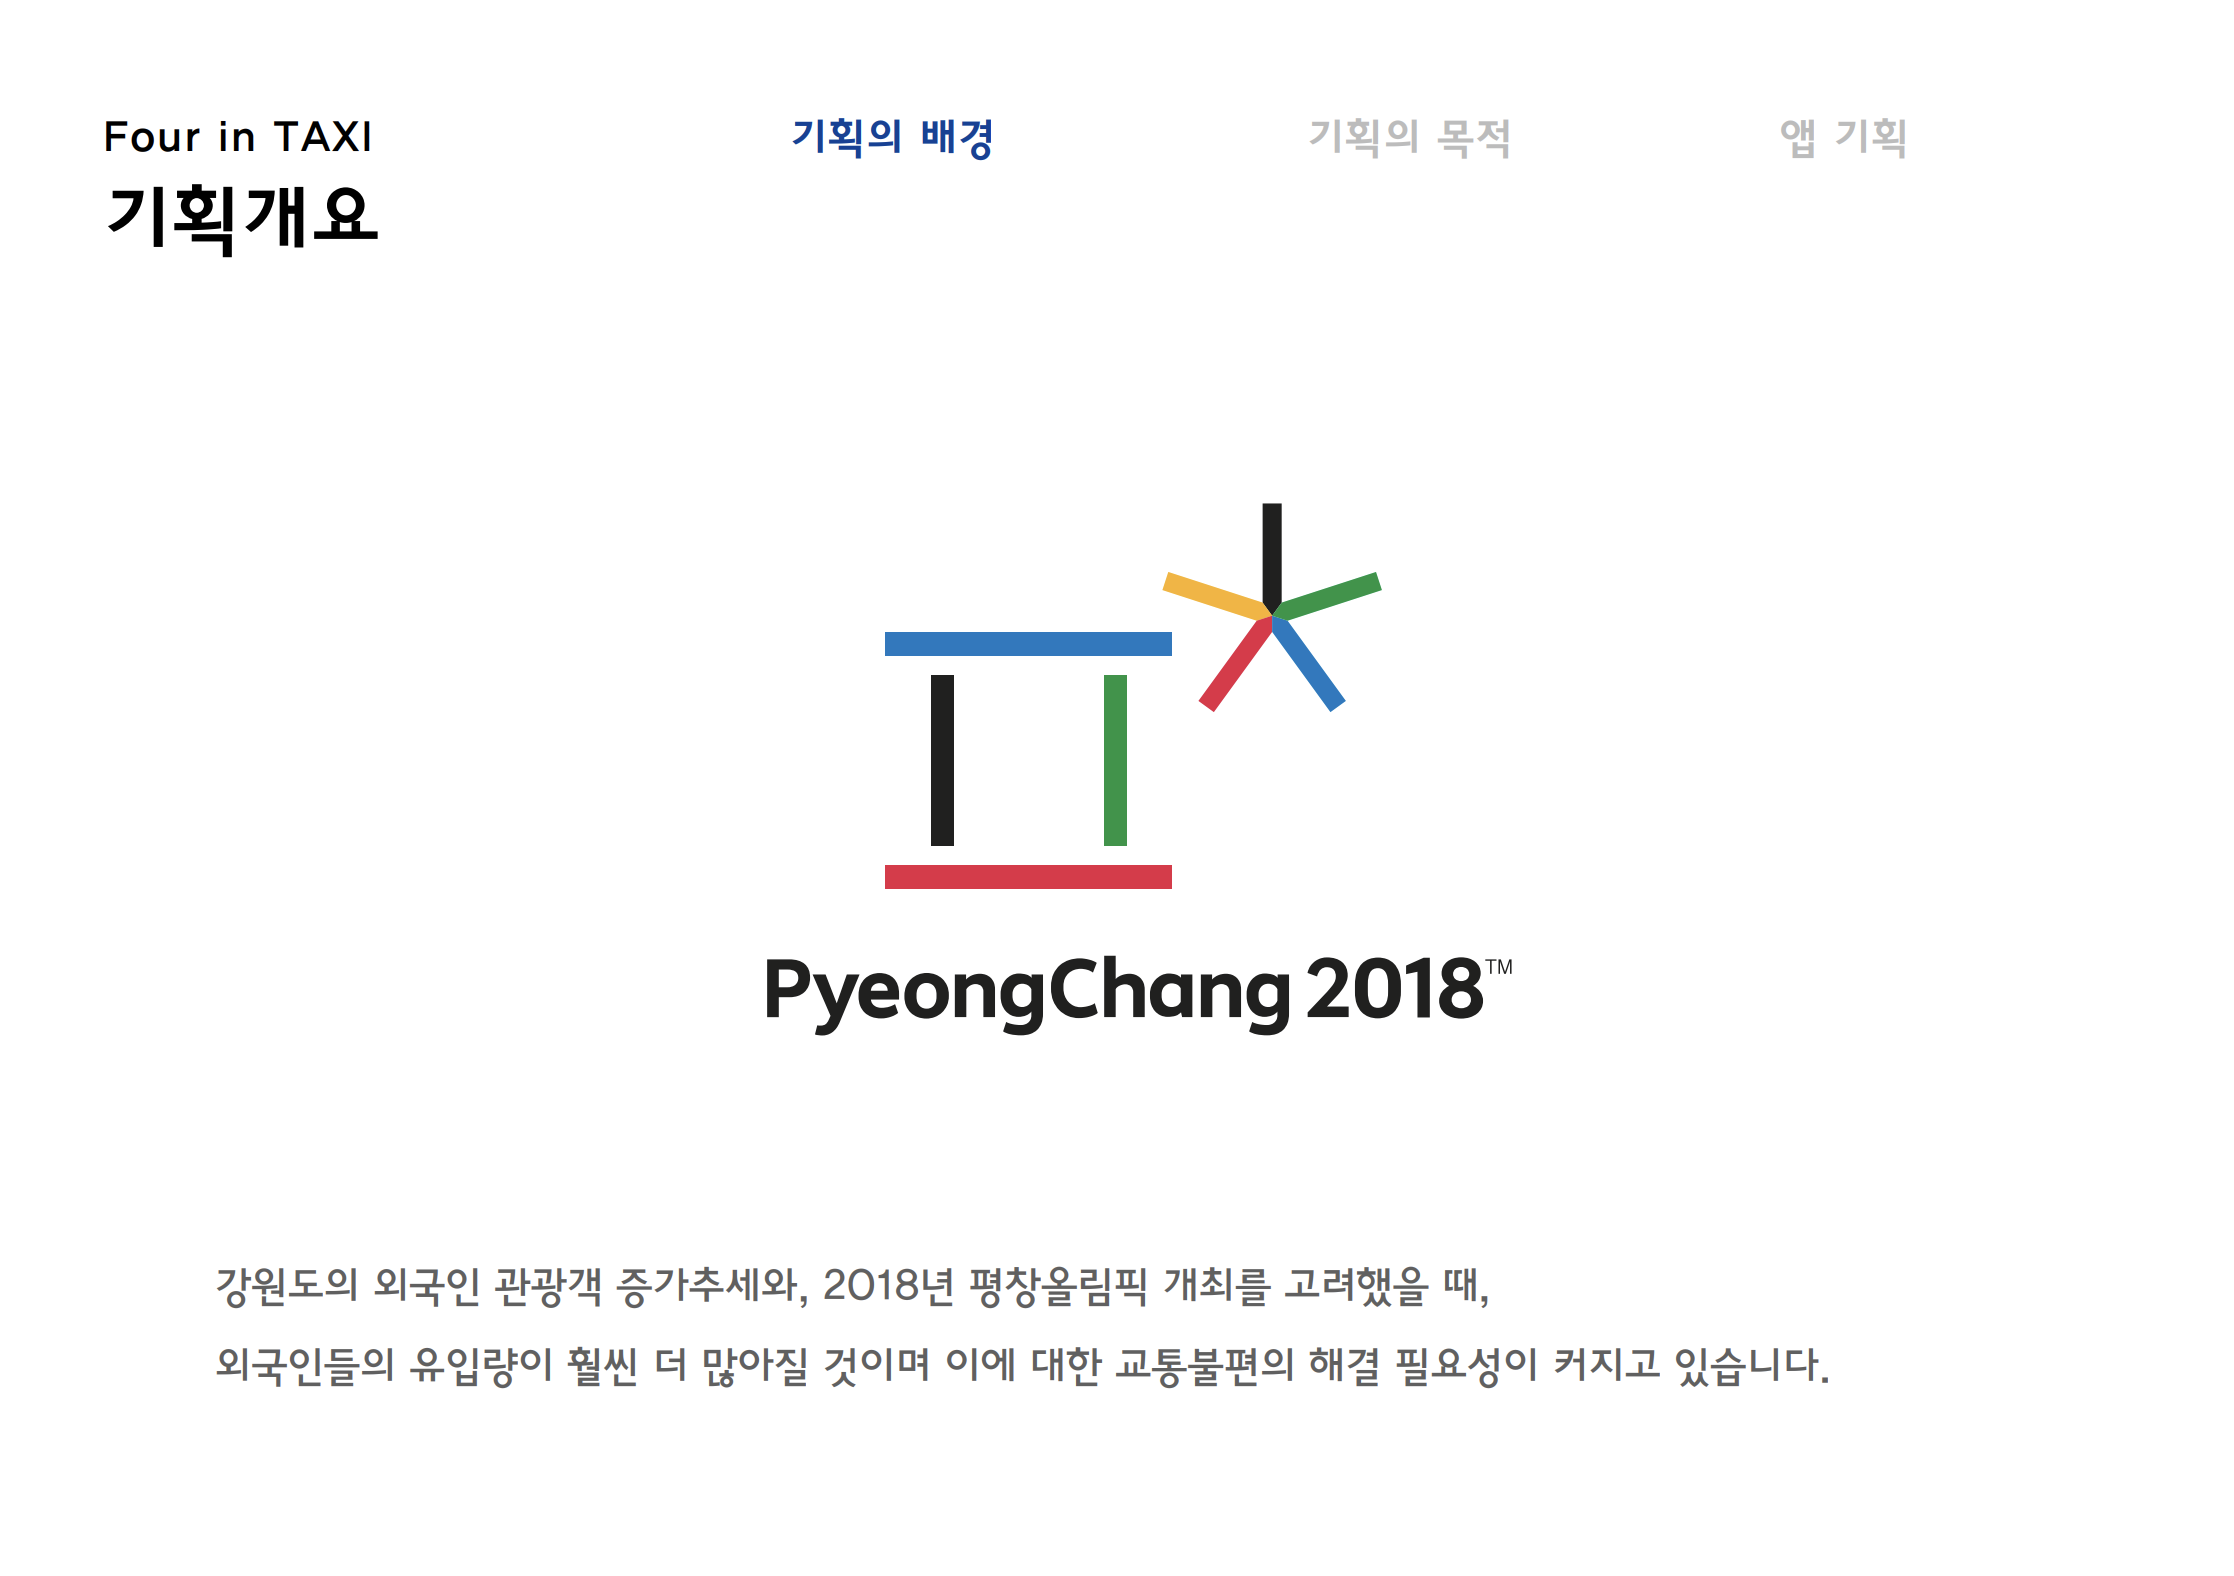 Four in TAXI
기획개요
기획의 배경
기획의 목적
앱 기획
PyeongChang 2018™
강원도의 외국인 관광객 증가추세와, 2018년 평창올림픽 개최를 고려했을 때,
외국인들의 유입량이 훨씬 더 많아질 것이며 이에 대한 교통불편의 해결 필요성이 커지고 있습니다.